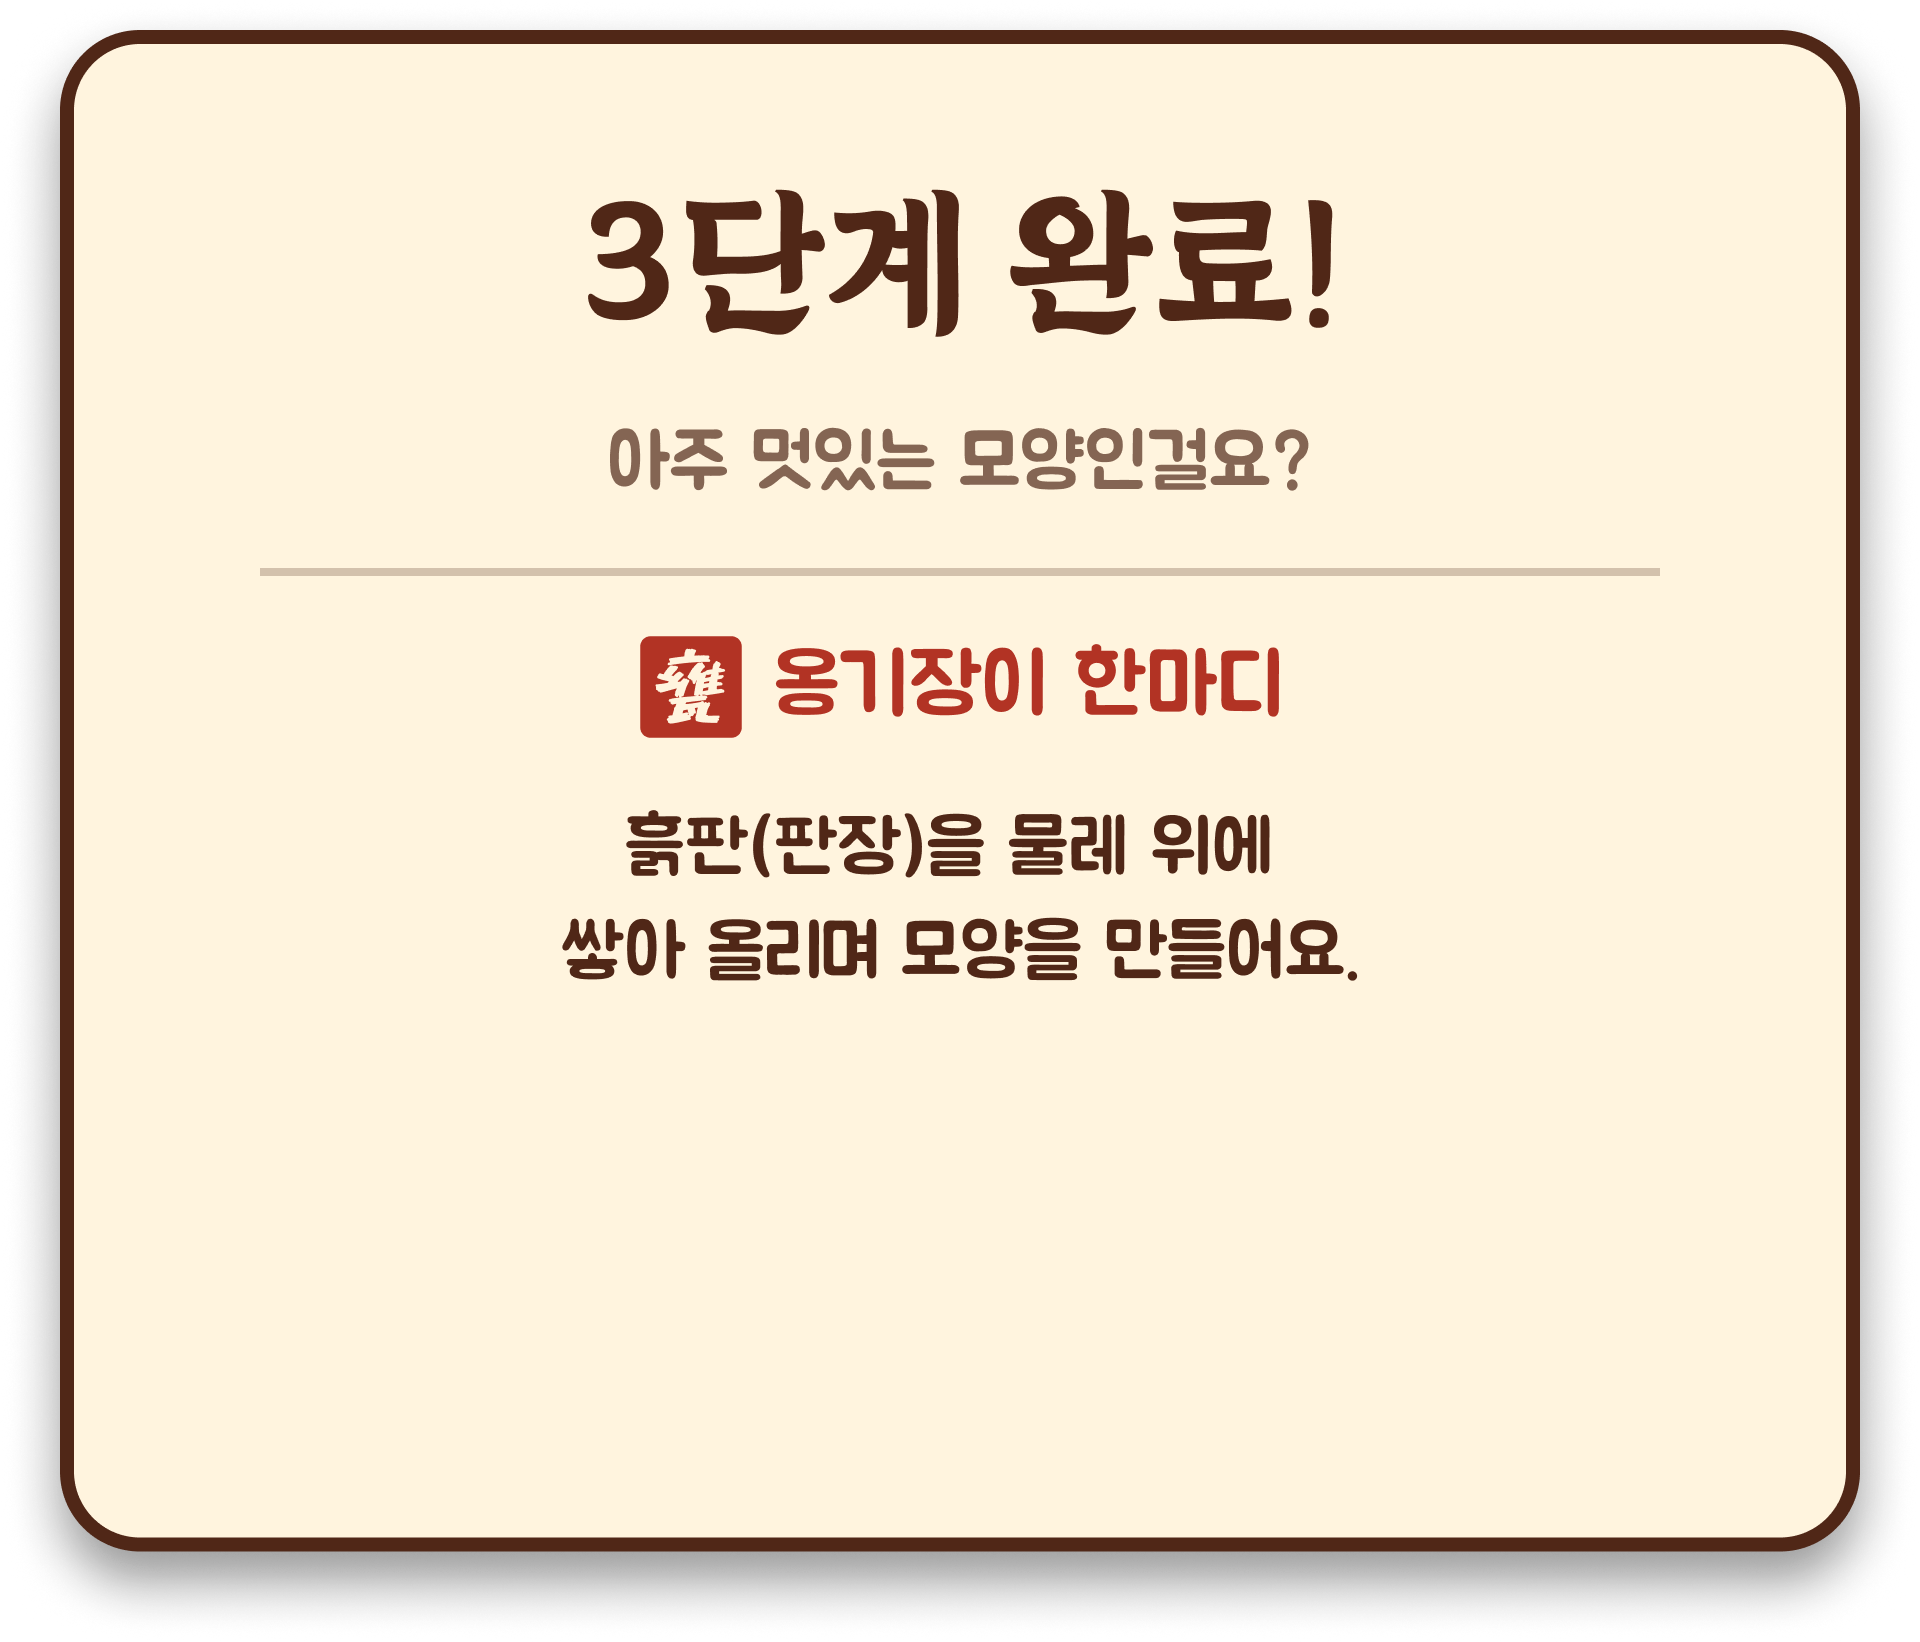 3단계 완료!
아주 멋있는 모양인걸요?
甕 옹기장이 한마디
흙판(판장)을 물레 위에
쌓아 올리며 모양을 만들어요.